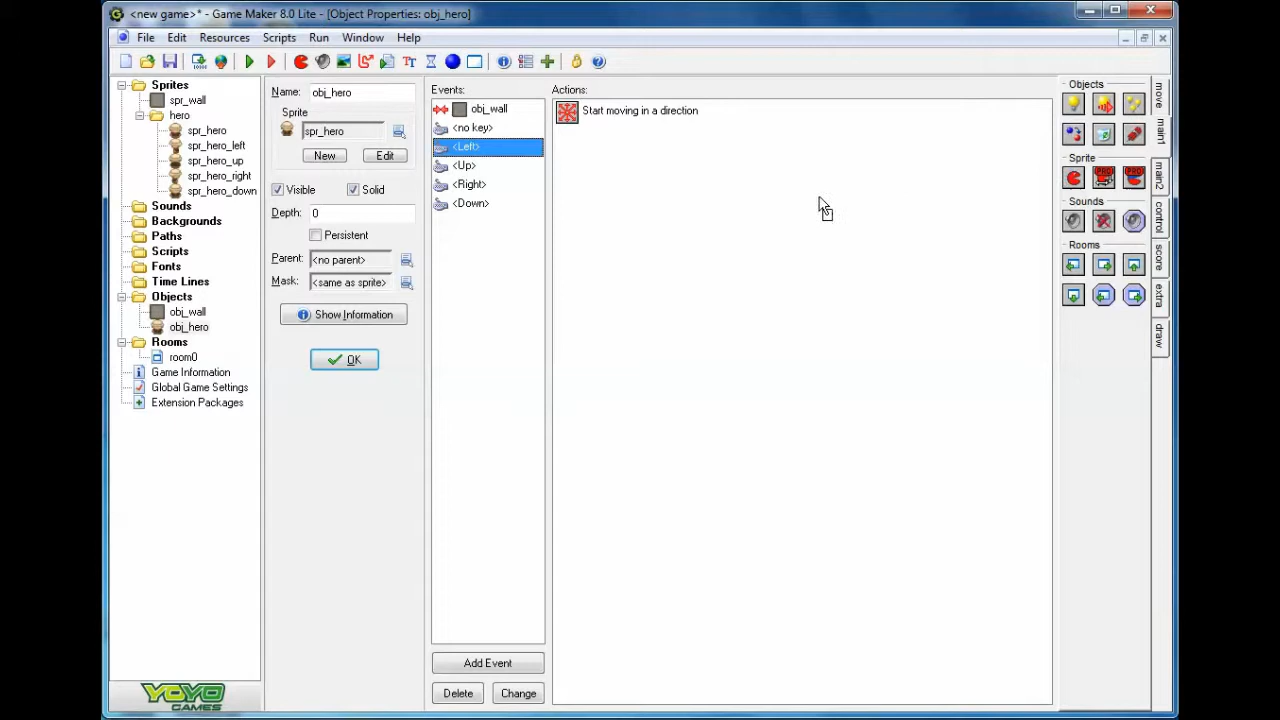 <new game>* - Game Maker 8.0 Lite - [Object Properties: obj_hero]
File Edit Resources Scripts Run Window Help
Sprites
spr_wall
hero
spr_hero
spr_hero_left
spr_hero_up
spr_hero_right
spr_hero_down
Sounds
Backgrounds
Paths
Scripts
Fonts
Time Lines
Objects
obj_wall
obj_hero
Rooms
room0
Game Information
Global Game Settings
Extension Packages
YOYO
GAMES
Name: obj_hero
Sprite
spr_hero
New Edit
Visible Solid
Depth: 0
Persistent
Parent: <no parent>
Mask: <same as sprite>
Show Information
OK
Events:
obj_wall
<no key>
<Left>
<Up>
<Right>
<Down>
Add Event
Delete Change
Actions:
Start moving in a direction
Objects
Sprite
PRO PRO
Sounds
Rooms
move
main1
main2
control
score
extra
draw